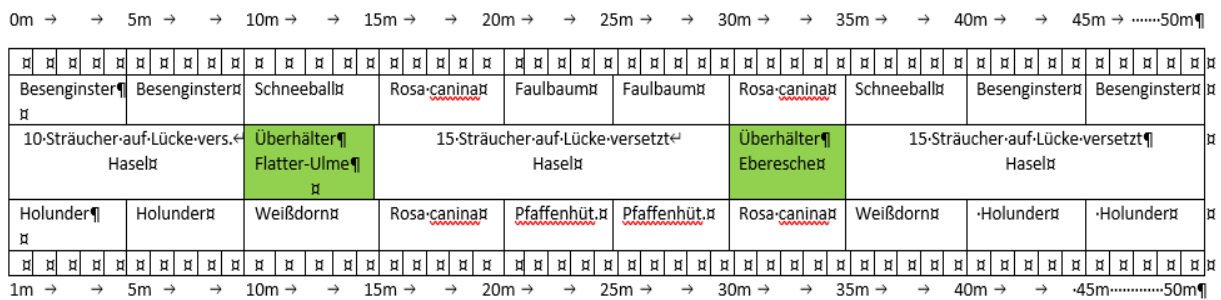 0m → → 5m → → 10m → → 15m → → 20m → → 25m → → 30m → → 35m → → 40m → → 45m → ·······50m¶
¤ ¤ ¤ ¤ ¤ ¤ ¤ ¤ ¤ ¤ ¤ ¤ ¤ ¤ ¤ ¤ ¤ ¤ ¤ ¤ ¤ ¤ ¤ ¤ ¤ ¤ ¤ ¤ ¤ ¤ ¤ ¤ ¤ ¤ ¤ ¤ ¤ ¤ ¤ ¤ ¤ ¤ ¤ ¤ ¤ ¤ ¤ ¤ ¤ ¤ ¤
Besenginster¶ Besenginster¤ Schneeball¤ Rosa·canina¤ Faulbaum¤ Faulbaum¤ Rosa·canina¤ Schneeball¤ Besenginster¤ Besenginster¤ ¤
¤
10·Sträucher·auf·Lücke·vers.↵ Überhälter¶ 15·Sträucher·auf·Lücke·versetzt↵ Überhälter¶ 15·Sträucher·auf·Lücke·versetzt¶ ¤
Hasel¤ Flatter-Ulme¶ Hasel¤ Eberesche¤ Hasel¤
¤
Holunder¶ Holunder¤ Weißdorn¤ Rosa·canina¤ Pfaffenhüt.¤ Pfaffenhüt.¤ Rosa·canina¤ Weißdorn¤ ·Holunder¤ ·Holunder¤ ¤
¤
¤ ¤ ¤ ¤ ¤ ¤ ¤ ¤ ¤ ¤ ¤ ¤ ¤ ¤ ¤ ¤ ¤ ¤ ¤ ¤ ¤ ¤ ¤ ¤ ¤ ¤ ¤ ¤ ¤ ¤ ¤ ¤ ¤ ¤ ¤ ¤ ¤ ¤ ¤ ¤ ¤ ¤ ¤ ¤ ¤ ¤ ¤ ¤ ¤ ¤ ¤
1m → → 5m → → 10m → → 15m → → 20m → → 25m → → 30m → → 35m → → 40m → → ·45m·············50m¶